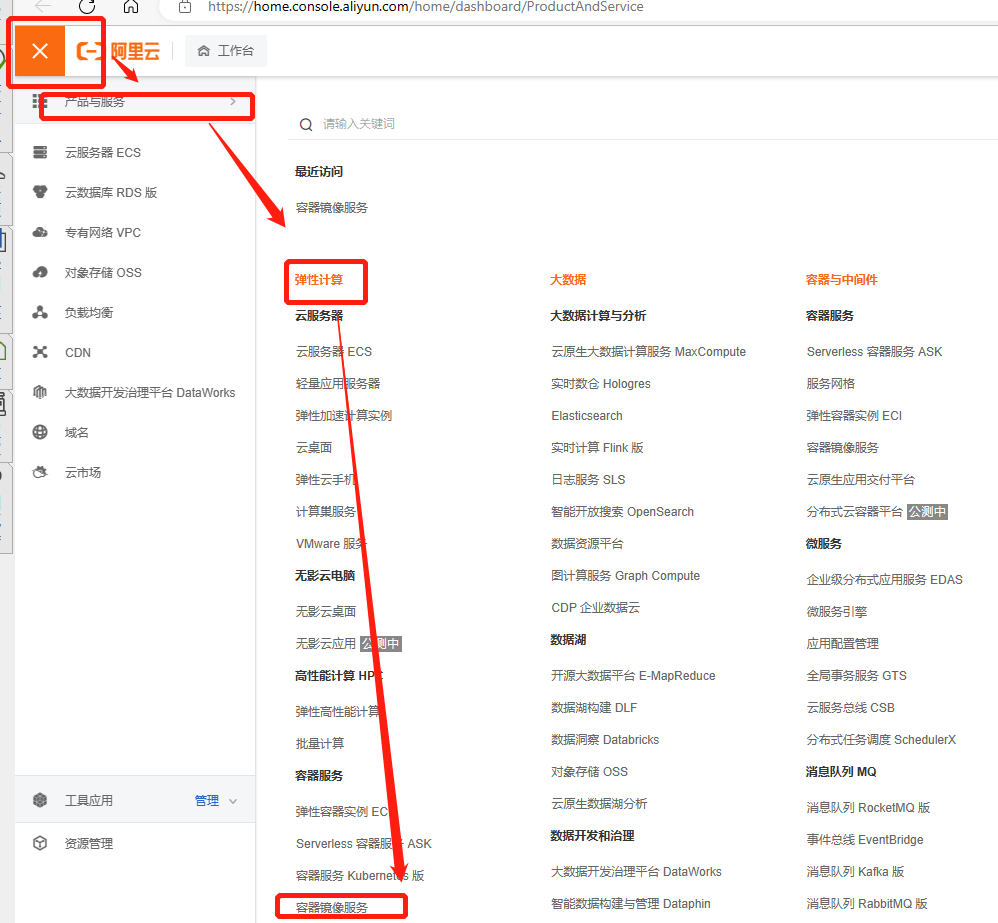 https://home.console.aliyun.com/home/dashboard/ProductAndService
阿里云
工作台
产品与服务
云服务器 ECS
云数据库 RDS 版
专有网络 VPC
对象存储 OSS
负载均衡
CDN
大数据开发治理平台 DataWorks
域名
云市场
工具应用
管理
资源管理
请输入关键词
最近访问
容器镜像服务
弹性计算
云服务器
云服务器 ECS
轻量应用服务器
弹性加速计算实例
云桌面
弹性云手机
计算巢服务
VMware 服务
无影云电脑
无影云桌面
无影云应用 公测中
高性能计算 HPC
弹性高性能计算
批量计算
容器服务
弹性容器实例 ECI
Serverless 容器服务 ASK
容器服务 Kubernetes 版
容器镜像服务
大数据
大数据计算与分析
云原生大数据计算服务 MaxCompute
实时数仓 Hologres
Elasticsearch
实时计算 Flink 版
日志服务 SLS
智能开放搜索 OpenSearch
数据资源平台
图计算服务 Graph Compute
CDP 企业数据云
数据湖
开源大数据平台 E-MapReduce
数据湖构建 DLF
数据洞察 Databricks
对象存储 OSS
云原生数据湖分析
数据开发和治理
大数据开发治理平台 DataWorks
智能数据构建与管理 Dataphin
容器与中间件
容器服务
Serverless 容器服务 ASK
服务网格
弹性容器实例 ECI
容器镜像服务
云原生应用交付平台
分布式云容器平台 公测中
微服务
企业级分布式应用服务 EDAS
微服务引擎
应用配置管理
全局事务服务 GTS
云服务总线 CSB
分布式任务调度 SchedulerX
消息队列 MQ
消息队列 RocketMQ 版
事件总线 EventBridge
消息队列 Kafka 版
消息队列 RabbitMQ 版